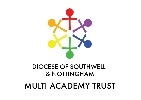 DIOCESE OF SOUTHWELL
& NOTTINGHAM
MULTI ACADEMY TRUST